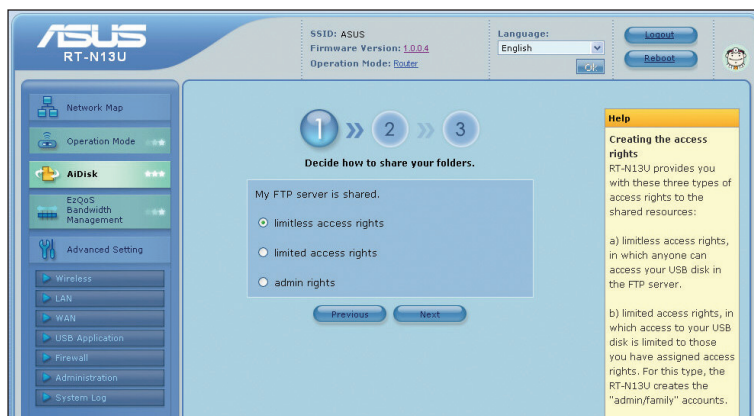 ASUS
RT-N13U
SSID: ASUS
Firmware Version: 1.0.0.4
Operation Mode: Router
Language:
English
OK
Logout
Reboot
Network Map
Operation Mode
AiDisk
EzQoS
Bandwidth
Management
Advanced Setting
Wireless
LAN
WAN
USB Application
Firewall
Administration
System Log
1 » 2 » 3
Decide how to share your folders.
My FTP server is shared.
limitless access rights
limited access rights
admin rights
Previous
Next
Help
Creating the access
rights
RT-N13U provides you
with these three types of
access rights to the
shared resources:
a) limitless access rights,
in which anyone can
access your USB disk in
the FTP server.
b) limited access rights, in
which access to your USB
disk is limited to those
you have assigned access
rights. For this type, the
RT-N13U creates the
"admin/family" accounts.